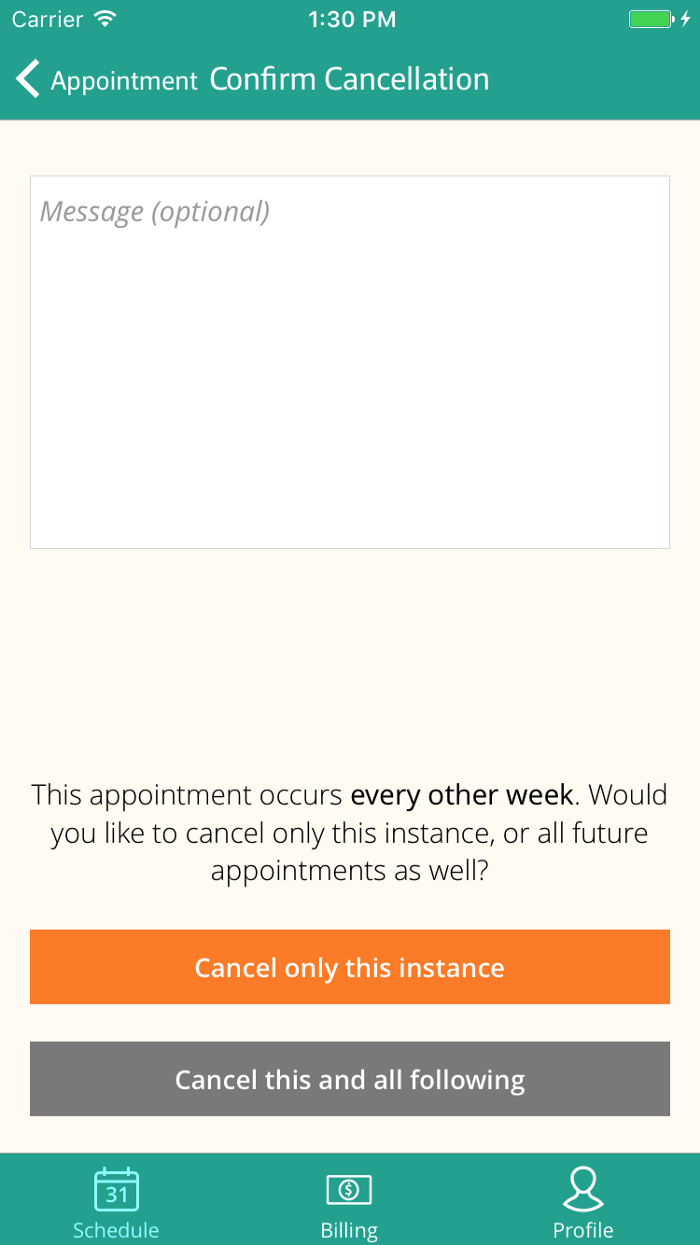 Carrier 1:30 PM
Appointment Confirm Cancellation
Message (optional)
This appointment occurs every other week. Would
you like to cancel only this instance, or all future
appointments as well?
Cancel only this instance
Cancel this and all following
31
Schedule Billing Profile